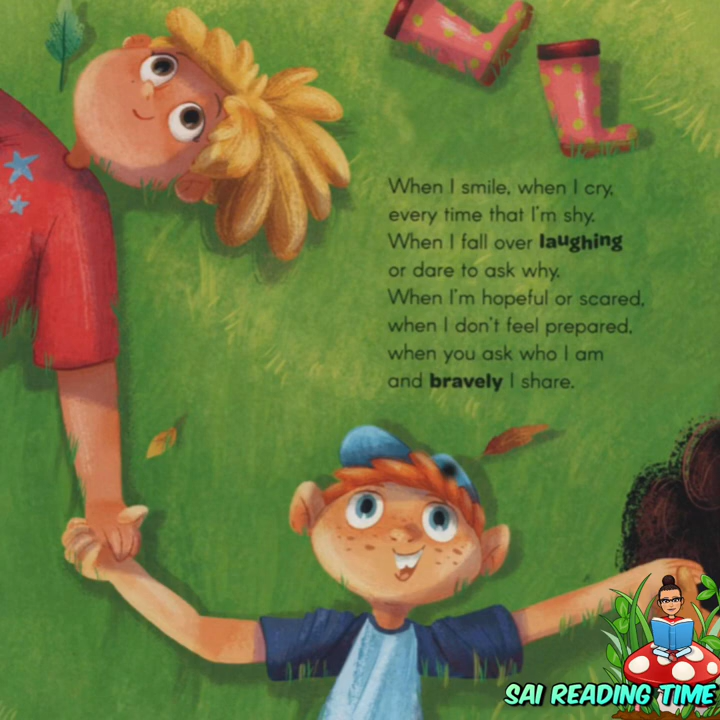 When I smile, when I cry,
every time that I'm shy.
When I fall over laughing
or dare to ask why.
When I'm hopeful or scared,
when I don't feel prepared,
when you ask who I am
and bravely I share.
SAI READING TIME